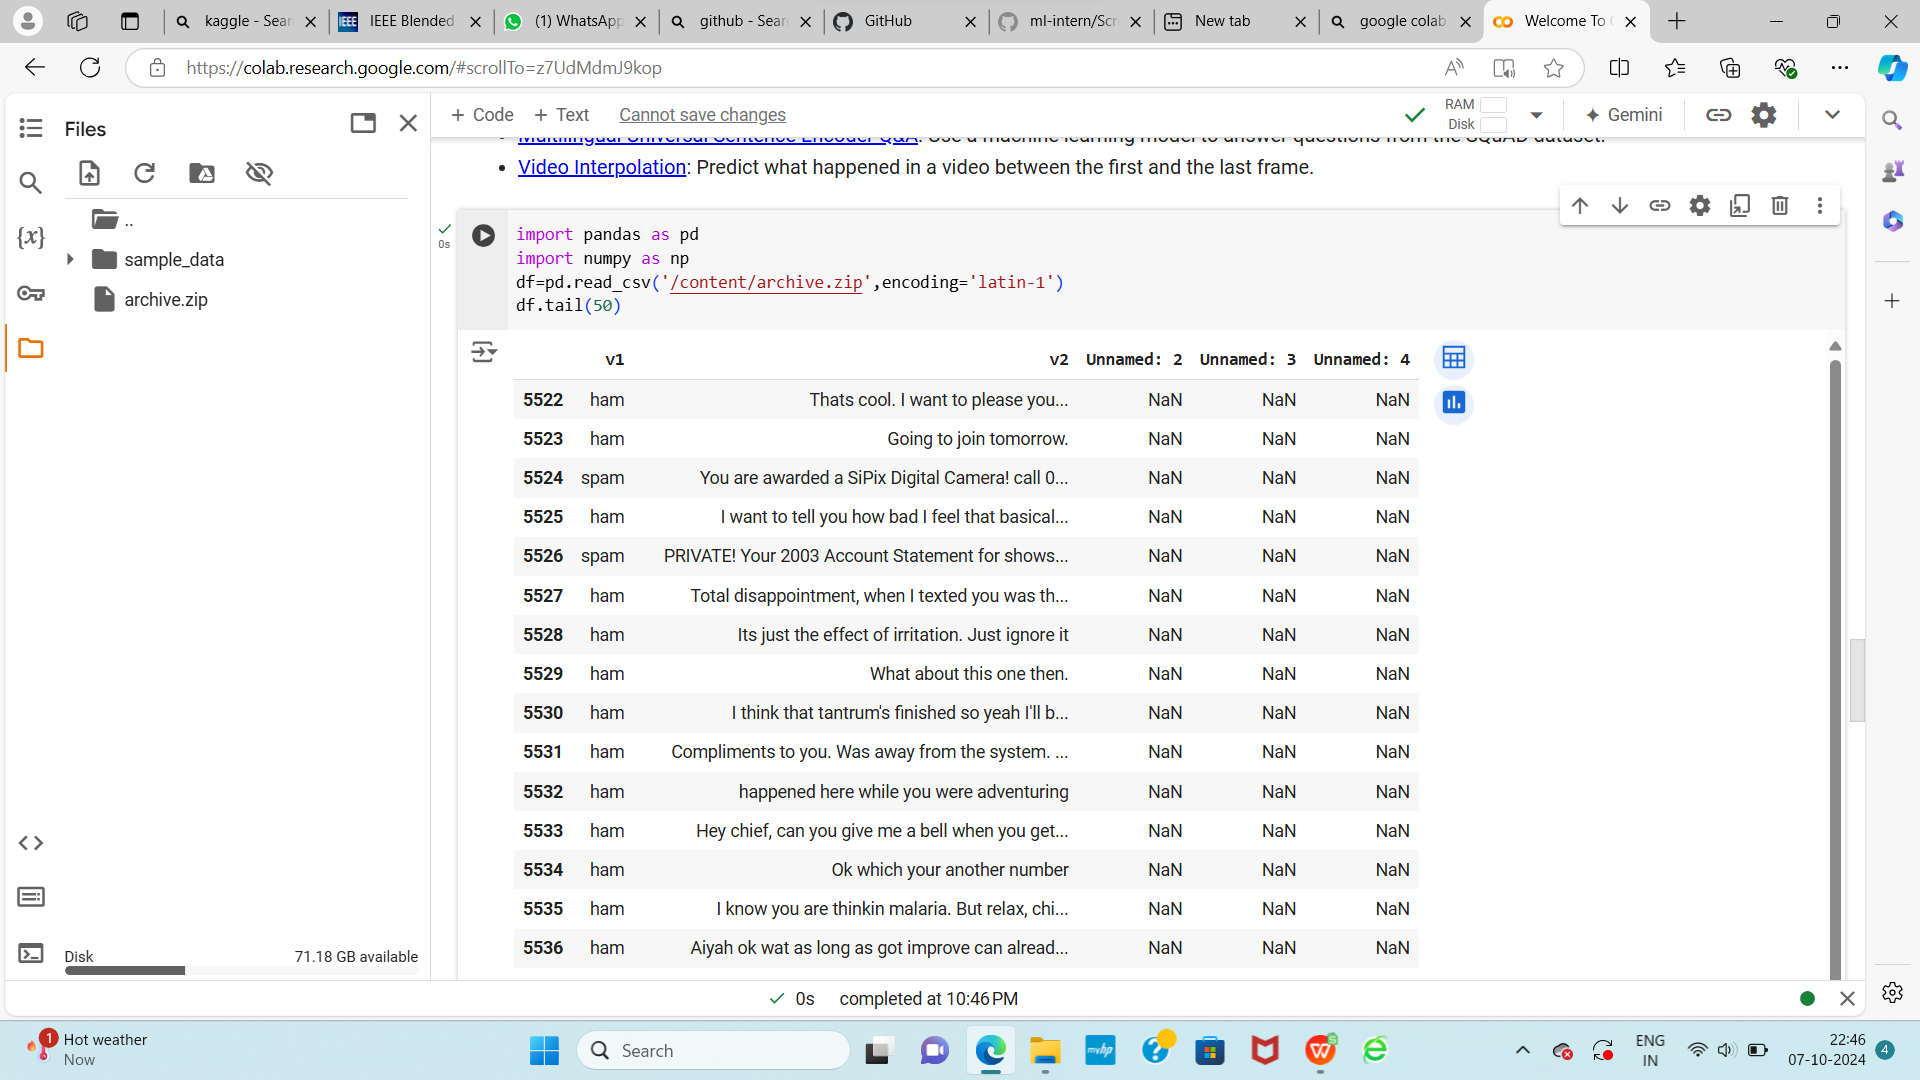 kaggle - Sear
IEEE Blended
(1) WhatsApp
github - Sear
GitHub
ml-intern/Scr
New tab
google colab
Welcome To
https://colab.research.google.com/#scrollTo=z7UdMdmJ9kop
Files
+ Code + Text Cannot save changes
RAM
Disk
Gemini
Multilingual Universal Sentence Encoder Q&A: Use a machine learning model to answer questions from the SQuAD dataset.
Video Interpolation: Predict what happened in a video between the first and the last frame.
..
sample_data
archive.zip
{x}
0s
import pandas as pd
import numpy as np
df=pd.read_csv('/content/archive.zip',encoding='latin-1')
df.tail(50)
v1 v2 Unnamed: 2 Unnamed: 3 Unnamed: 4
5522 ham Thats cool. I want to please you... NaN NaN NaN
5523 ham Going to join tomorrow. NaN NaN NaN
5524 spam You are awarded a SiPix Digital Camera! call 0... NaN NaN NaN
5525 ham I want to tell you how bad I feel that basical... NaN NaN NaN
5526 spam PRIVATE! Your 2003 Account Statement for shows... NaN NaN NaN
5527 ham Total disappointment, when I texted you was th... NaN NaN NaN
5528 ham Its just the effect of irritation. Just ignore it NaN NaN NaN
5529 ham What about this one then. NaN NaN NaN
5530 ham I think that tantrum's finished so yeah I'll b... NaN NaN NaN
5531 ham Compliments to you. Was away from the system. ... NaN NaN NaN
5532 ham happened here while you were adventuring NaN NaN NaN
5533 ham Hey chief, can you give me a bell when you get... NaN NaN NaN
5534 ham Ok which your another number NaN NaN NaN
5535 ham I know you are thinkin malaria. But relax, chi... NaN NaN NaN
5536 ham Aiyah ok wat as long as got improve can alread... NaN NaN NaN
Disk 71.18 GB available
0s completed at 10:46 PM
1
Hot weather
Now
Search
myhp
ENG
IN
22:46
07-10-2024
4